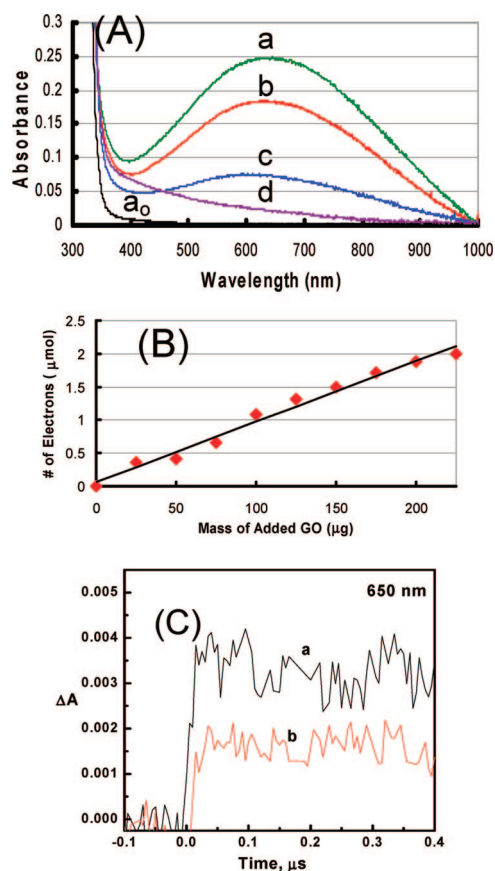 (A)
0.3
0.25
0.2
0.15
0.1
0.05
0
Absorbance
a
b
c
d
a₀
300 400 500 600 700 800 900 1000
Wavelength (nm)
(B)
2.5
2
1.5
1
0.5
0
# of Electrons ( μmol)
0 50 100 150 200
Mass of Added GO (μg)
(C)
650 nm
0.005
0.004
0.003
0.002
0.001
0.000
ΔA
a
b
-0.1 0.0 0.1 0.2 0.3 0.4
Time, μs